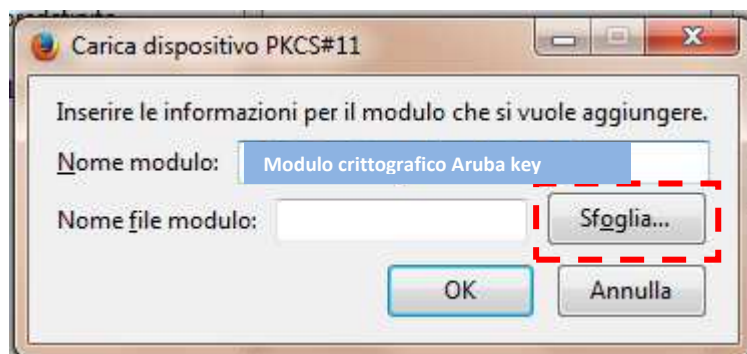 Carica dispositivo PKCS#11
Inserire le informazioni per il modulo che si vuole aggiungere.
Nome modulo: Modulo crittografico Aruba key
Nome file modulo: Sfoglia...
OK Annulla